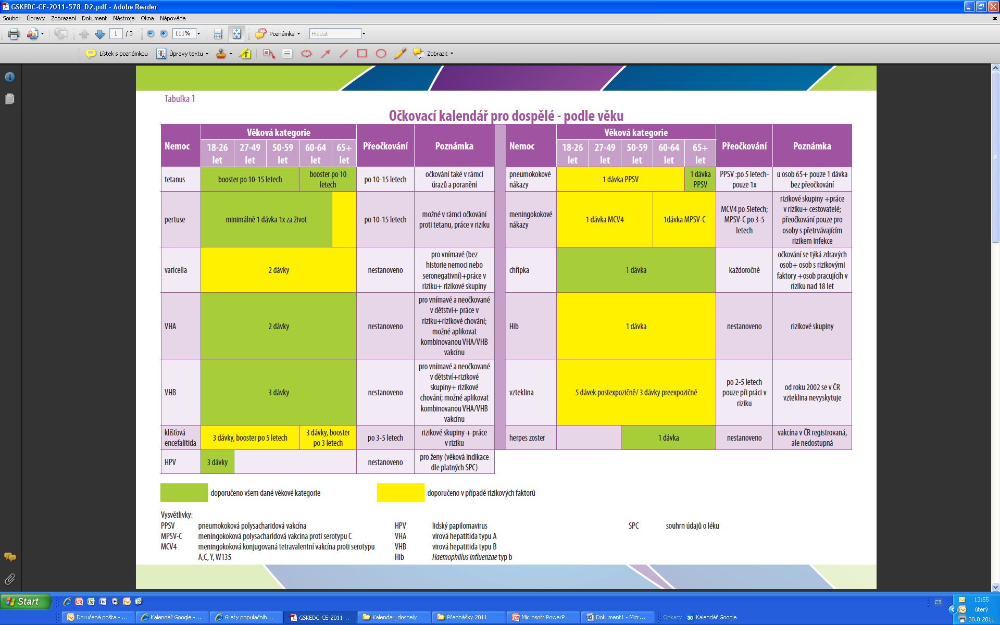 GSKEDC-CE-2011-578_D2.pdf - Adobe Reader
Soubor Úpravy Zobrazení Dokument Nástroje Okna Nápověda
1 / 3 111% Poznámka Hledat
Lístek s poznámkou Úpravy textu Zobrazit
Tabulka 1
Očkovací kalendář pro dospělé - podle věku
Nemoc
Věková kategorie
18-26 let
27-49 let
50-59 let
60-64 let
65+ let
Přeočkování
Poznámka
tetanus
booster po 10-15 letech
booster po 10
letech
po 10-15 letech
očkování také v rámci
úrazů a poranění
pertuse
minimálně 1 dávka 1x za život
po 10-15 letech
možné v rámci očkování
proti tetanu, práce v riziku
varicella
2 dávky
nestanoveno
pro vnímavé (bez
historie nemoci nebo
seronegativní)+práce v
riziku+ rizikové skupiny
VHA
2 dávky
nestanoveno
pro vnímavé a neočkované
v dětství+ práce v
riziku+rizikové chování;
možné aplikovat
kombinovanou VHA/VHB
vakcínu
VHB
3 dávky
nestanoveno
pro vnímavé a neočkované
v dětství+rizikové
skupiny+ rizikové
chování; možné aplikovat
kombinovanou VHA/VHB
vakcínu
klíšťová
encefalitida
3 dávky, booster po 5 letech
3 dávky, booster
po 3 letech
po 3-5 letech
rizikové skupiny + práce
v riziku
HPV
3 dávky
nestanoveno
pro ženy (věková indikace
dle platných SPC)
Nemoc
Věková kategorie
18-26 let
27-49 let
50-59 let
60-64 let
65+ let
Přeočkování
Poznámka
pneumokokové
nákazy
1 dávka PPSV
1 dávka
PPSV
PPSV :po 5 letech-
pouze 1x
u osob 65+ pouze 1 dávka
bez přeočkování
meningokokové
nákazy
1 dávka MCV4
1dávka MPSV-C
MCV4 po 5letech;
MPSV-C po 3-5
letech
rizikové skupiny +práce
v riziku+ cestovatelé;
přeočkování pouze pro
osoby s přetrvávajícím
rizikem infekce
chřipka
1 dávka
každoročně
očkování se týká zdravých
osob+ osob s rizikovými
faktory +osob pracujícíh v
riziku nad 18 let
Hib
1 dávka
nestanoveno
rizikové skupiny
vzteklina
5 dávek postexpozičně/ 3 dávky preexpozičně
po 2-5 letech
pouze při práci v
riziku
od roku 2002 se v ČR
vzteklina nevyskytuje
herpes zoster
1 dávka
nestanoveno
vakcína v ČR registrovaná,
ale nedostupná
doporučeno všem dané věkové kategorie
doporučeno v případě rizikových faktorů
Vysvětlivky:
PPSV pneumokoková polysacharidová vakcína
MPSV-C meningokoková polysacharidová vakcína proti serotypu C
MCV4 meningokoková konjugovaná tetravalentní vakcína proti serotypu
A,C, Y, W135
HPV lidský papilomavirus
VHA virová hepatitida typu A
VHB virová hepatitida typu B
Hib Haemophillus influenzae typ b
SPC souhrn údajů o léku
Start
CS
13:55
úterý
30.8.2011
Doručená pošta - ... Kalendář Google -... Grafy populačního... GSKEDC-CE-2011... Kalendar_dospely Přednášky 2011 Microsoft PowerP... Dokument1 - Micr... Odkazy 30 Kalendář Google